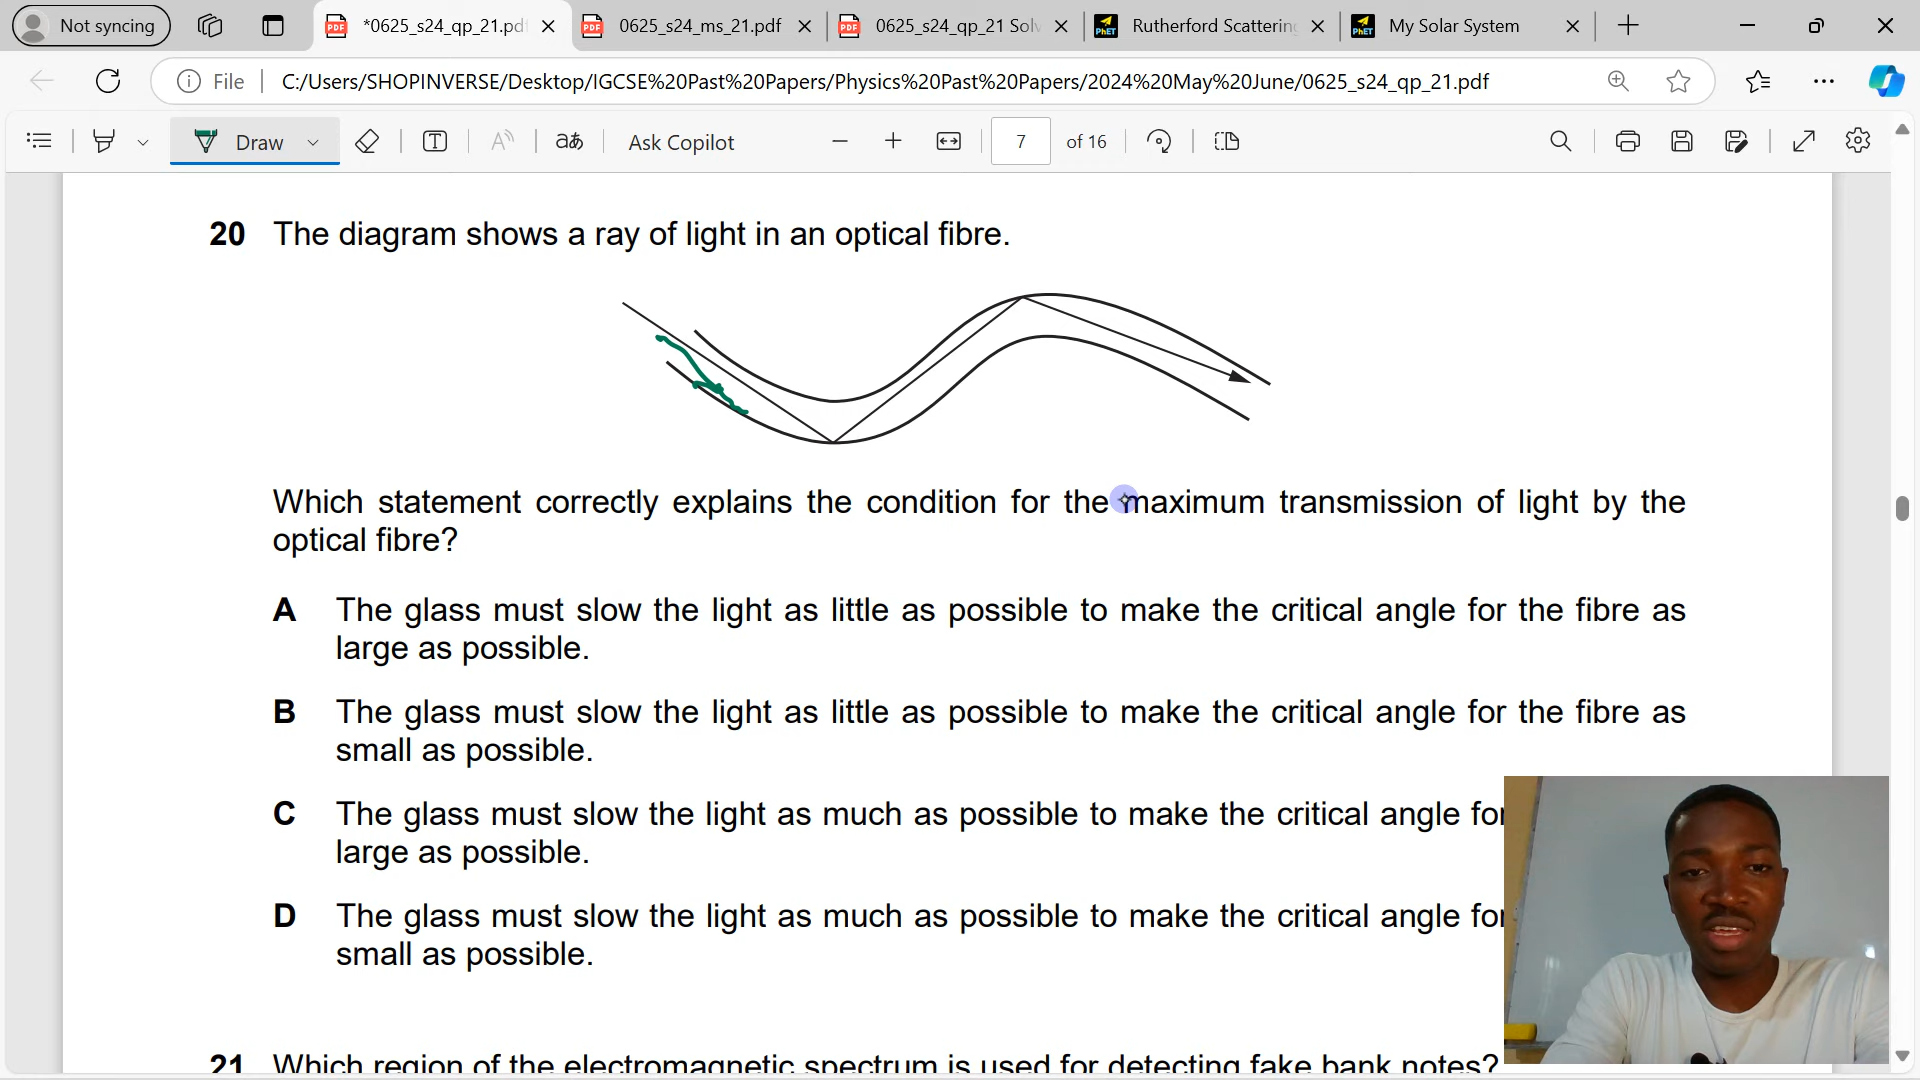 Not syncing
*0625_s24_qp_21.pd
0625_s24_ms_21.pdf
0625_s24_qp_21 Sol
Rutherford Scattering
My Solar System
File
C:/Users/SHOPINVERSE/Desktop/IGCSE%20Past%20Papers/Physics%20Past%20Papers/2024%20May%20June/0625_s24_qp_21.pdf
Draw
aあ
Ask Copilot
7 of 16
20 The diagram shows a ray of light in an optical fibre.
Which statement correctly explains the condition for the maximum transmission of light by the
optical fibre?
A The glass must slow the light as little as possible to make the critical angle for the fibre as
large as possible.
B The glass must slow the light as little as possible to make the critical angle for the fibre as
small as possible.
C The glass must slow the light as much as possible to make the critical angle for
large as possible.
D The glass must slow the light as much as possible to make the critical angle for
small as possible.
21 Which region of the electromagnetic spectrum is used for detecting fake bank notes?